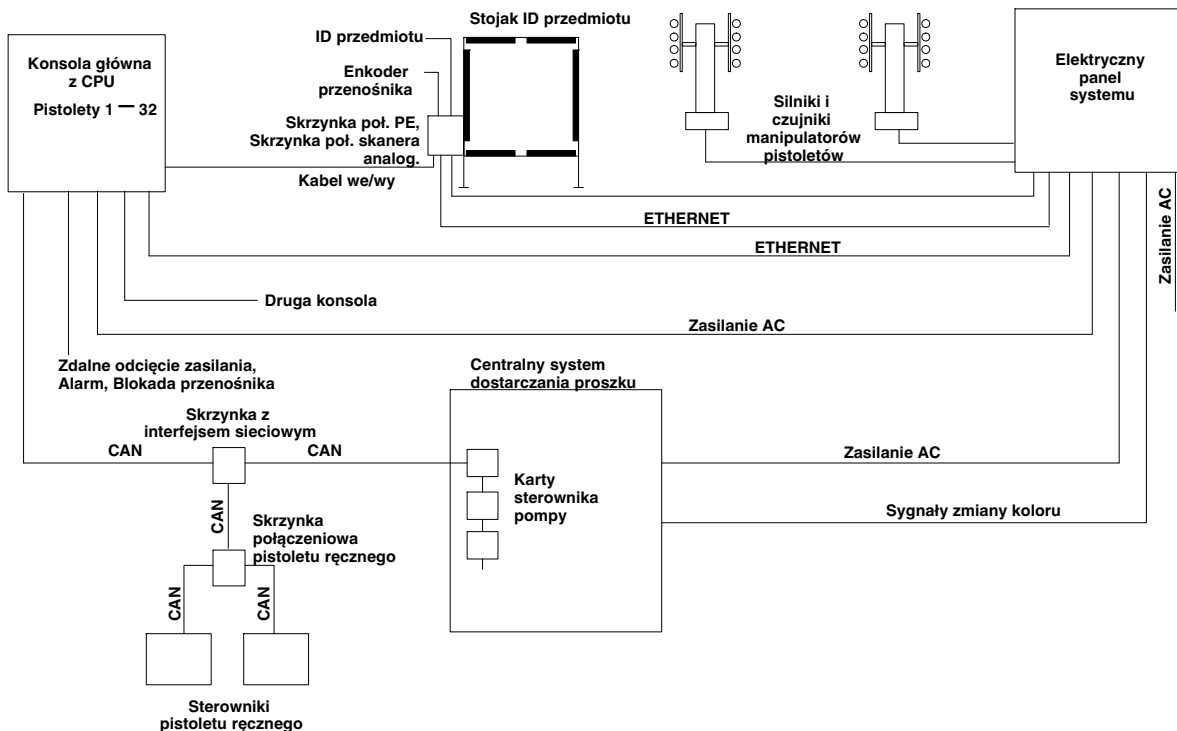 Stojak ID przedmiotu
Konsola główna
z CPU
Pistolety 1 — 32
ID przedmiotu
Enkoder
przenośnika
Skrzynka poł. PE,
Skrzynka poł. skanera
analog.
Kabel we/wy
Silniki i
czujniki
manipulatorów
pistoletów
Elektryczny
panel
systemu
Zasilanie AC
ETHERNET
ETHERNET
Druga konsola
Zasilanie AC
Zdalne odcięcie zasilania,
Alarm, Blokada przenośnika
Centralny system
dostarczania proszku
Skrzynka z
interfejsem sieciowym
CAN
CAN
Zasilanie AC
Karty
sterownika
pompy
Sygnały zmiany koloru
CAN
Skrzynka
połączeniowa
pistoletu ręcznego
CAN
CAN
Sterowniki
pistoletu ręcznego